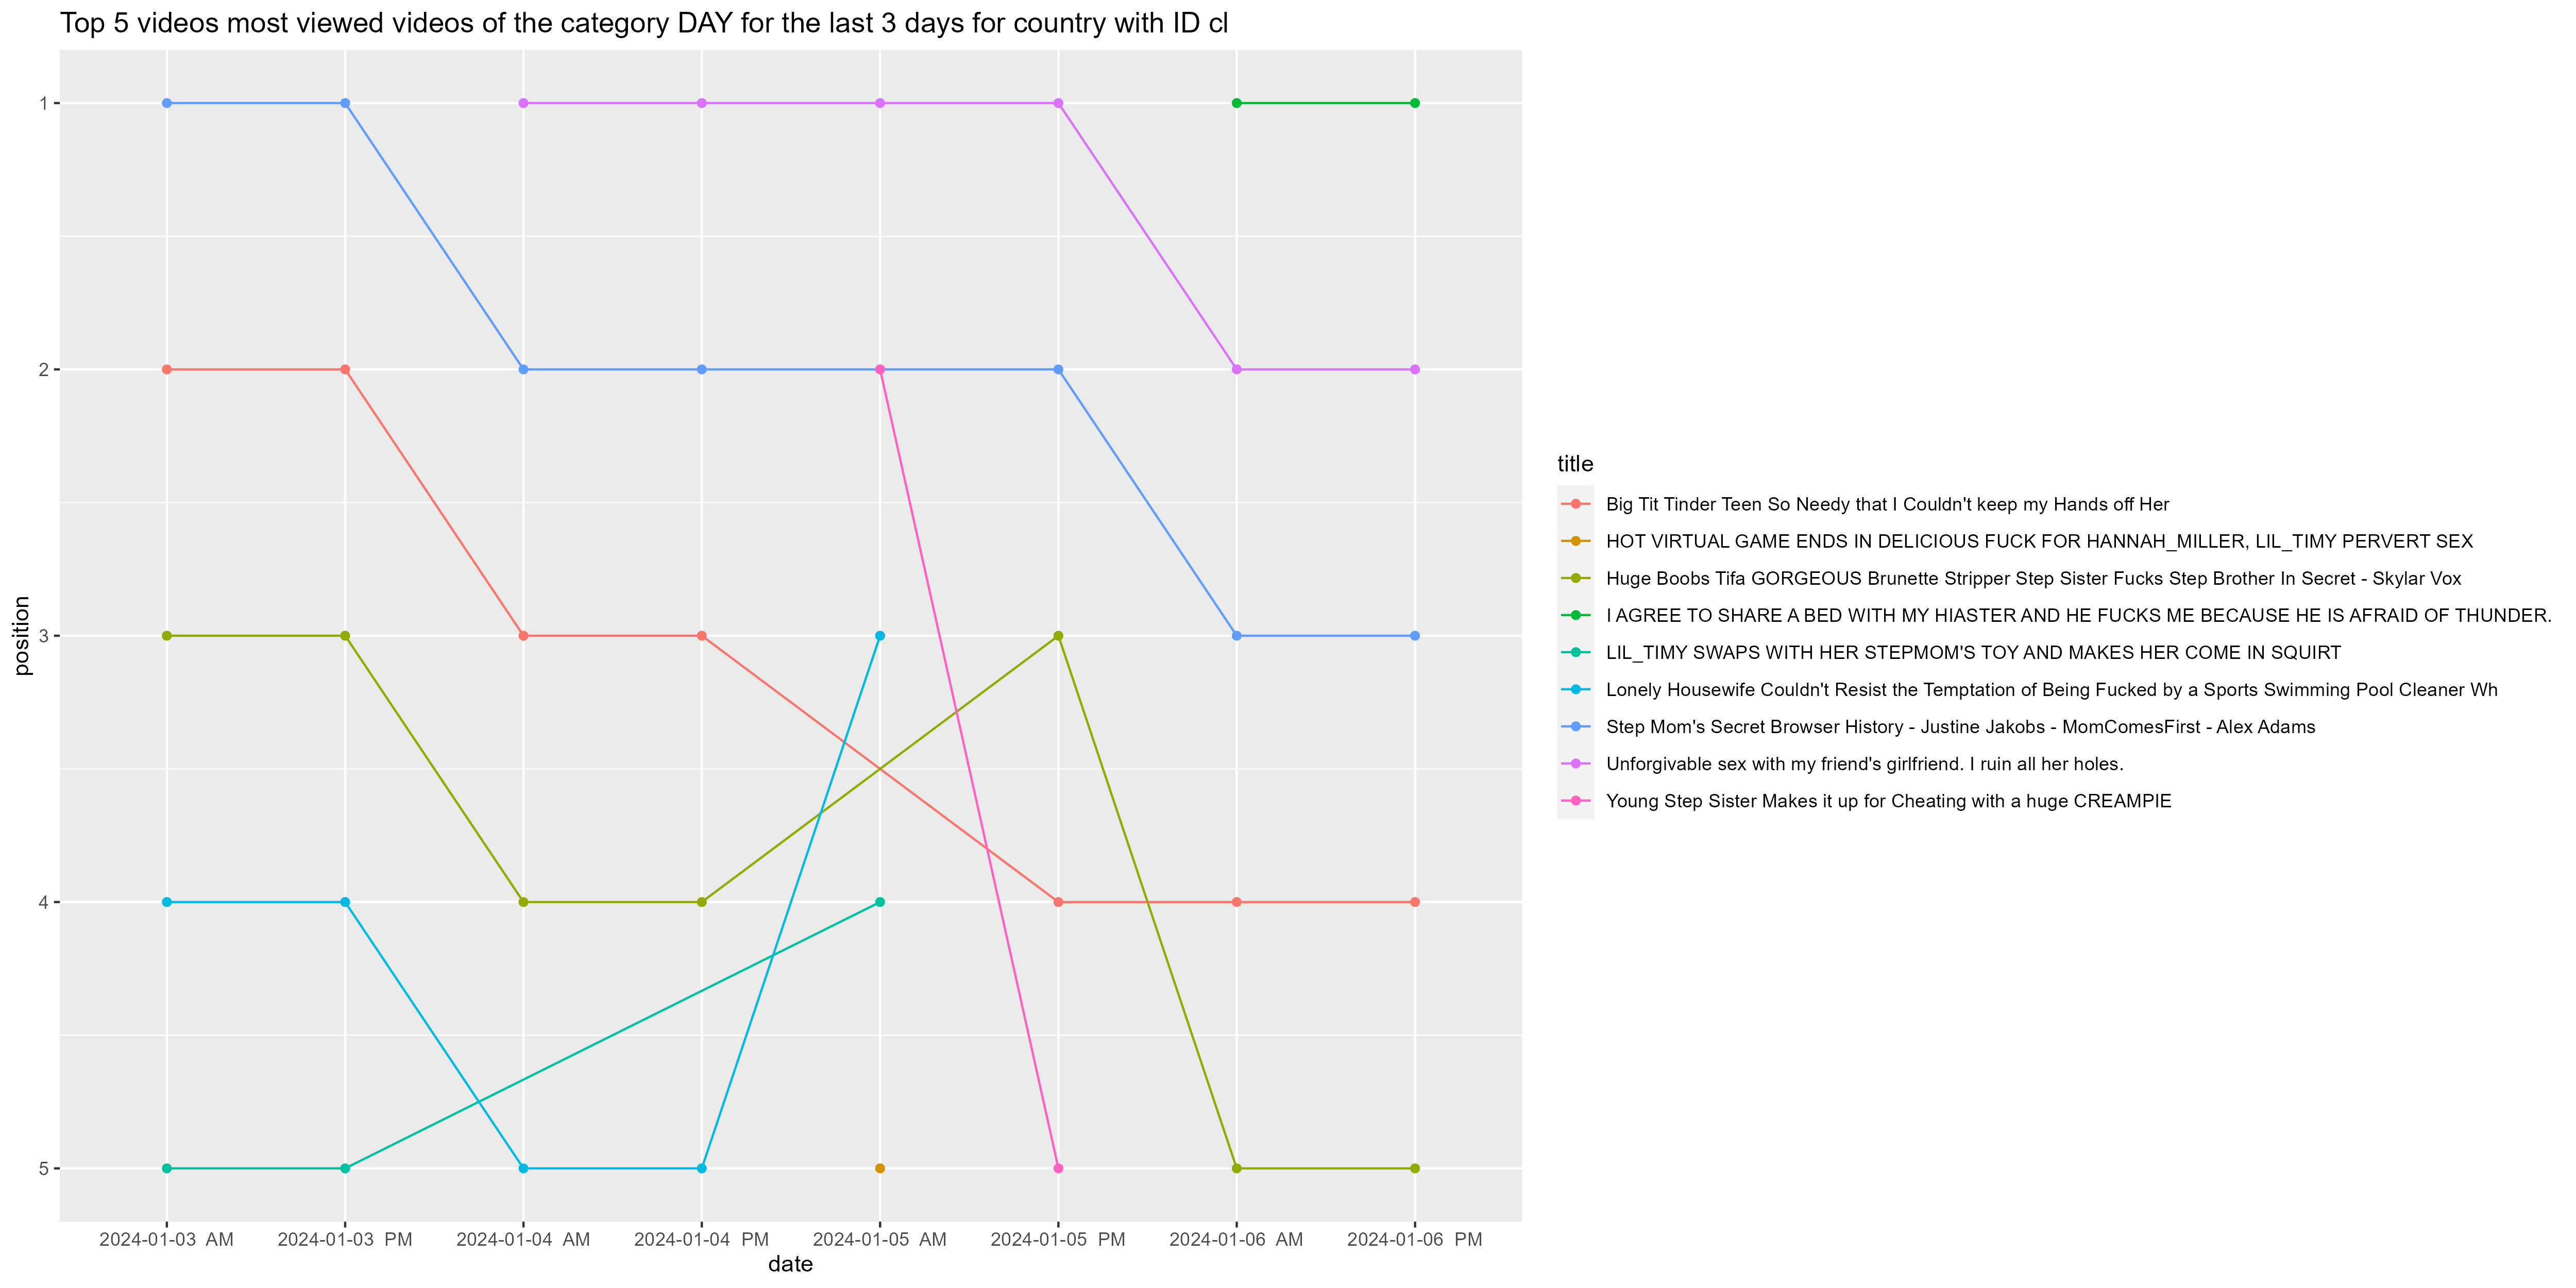 Top 5 videos most viewed videos of the category DAY for the last 3 days for country with ID cl
1
2
3
4
5
position
2024-01-03 AM
2024-01-03 PM
2024-01-04 AM
2024-01-04 PM
2024-01-05 AM
2024-01-05 PM
2024-01-06 AM
2024-01-06 PM
date
title
Big Tit Tinder Teen So Needy that I Couldn't keep my Hands off Her
HOT VIRTUAL GAME ENDS IN DELICIOUS FUCK FOR HANNAH_MILLER, LIL_TIMY PERVERT SEX
Huge Boobs Tifa GORGEOUS Brunette Stripper Step Sister Fucks Step Brother In Secret - Skylar Vox
I AGREE TO SHARE A BED WITH MY HIASTER AND HE FUCKS ME BECAUSE HE IS AFRAID OF THUNDER.
LIL_TIMY SWAPS WITH HER STEPMOM'S TOY AND MAKES HER COME IN SQUIRT
Lonely Housewife Couldn't Resist the Temptation of Being Fucked by a Sports Swimming Pool Cleaner Wh
Step Mom's Secret Browser History - Justine Jakobs - MomComesFirst - Alex Adams
Unforgivable sex with my friend's girlfriend. I ruin all her holes.
Young Step Sister Makes it up for Cheating with a huge CREAMPIE